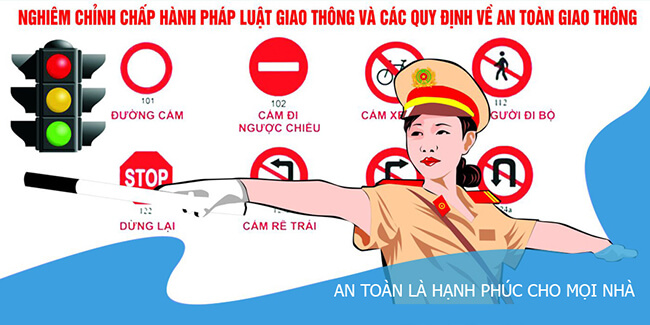 NGHIÊM CHỈNH CHẤP HÀNH PHÁP LUẬT GIAO THÔNG VÀ CÁC QUY ĐỊNH VỀ AN TOÀN GIAO THÔNG
101
ĐƯỜNG CẤM
102
CẤM ĐI
NGƯỢC CHIỀU
CẤM XE
112
NGƯỜI ĐI BỘ
STOP
122
DỪNG LẠI
CẤM RẼ TRÁI
AN TOÀN LÀ HẠNH PHÚC CHO MỌI NHÀ